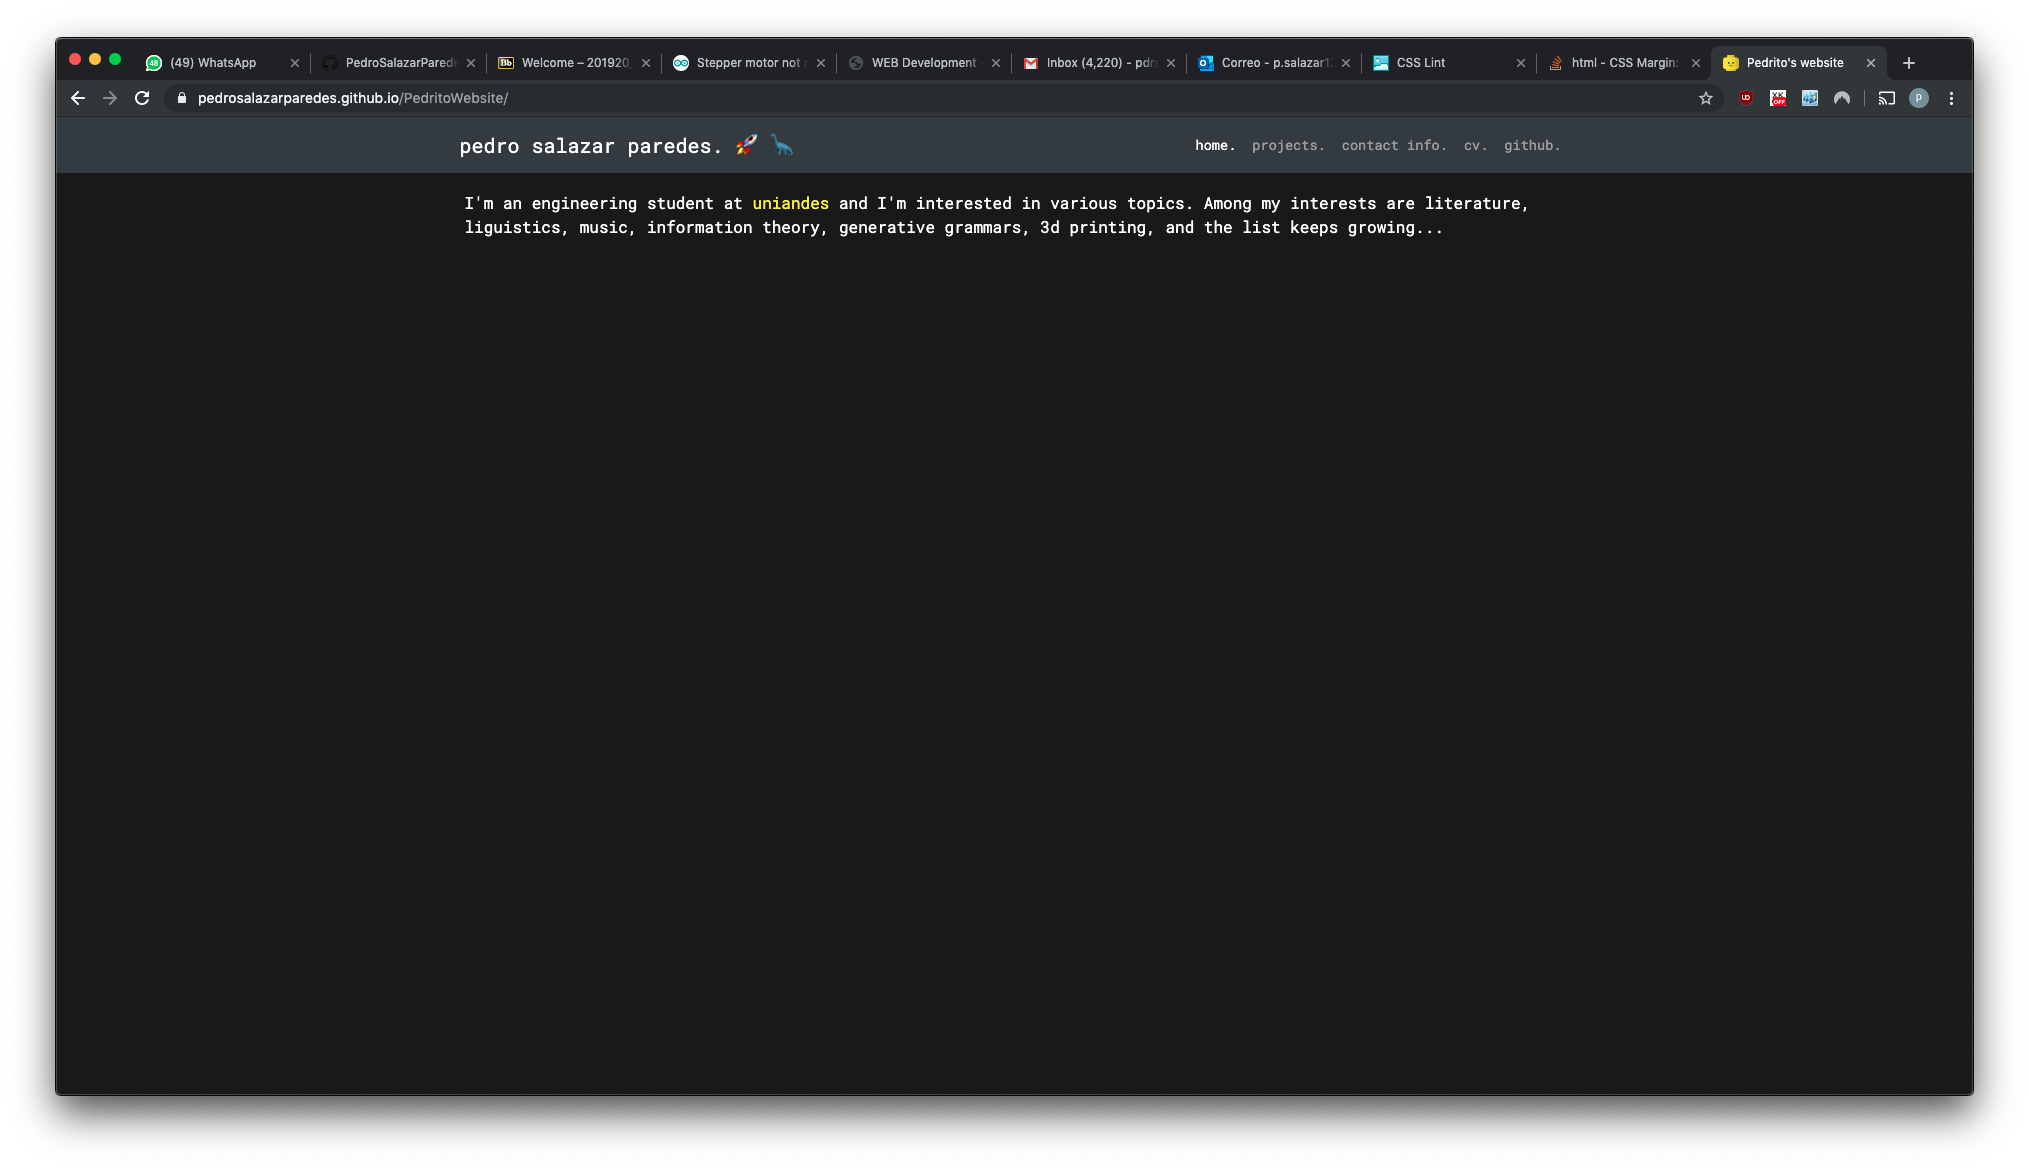 (49) WhatsApp
PedroSalazarParede
Welcome – 201920_
Stepper motor not
WEB Development
Inbox (4,220) - pdr
Correo - p.salazar1
CSS Lint
html - CSS Margin:
Pedrito's website
pedrosalazarparedes.github.io/PedritoWebsite/
pedro salazar paredes. 🚀 🦕
home. projects. contact info. cv. github.
I'm an engineering student at uniandes and I'm interested in various topics. Among my interests are literature,
liguistics, music, information theory, generative grammars, 3d printing, and the list keeps growing...